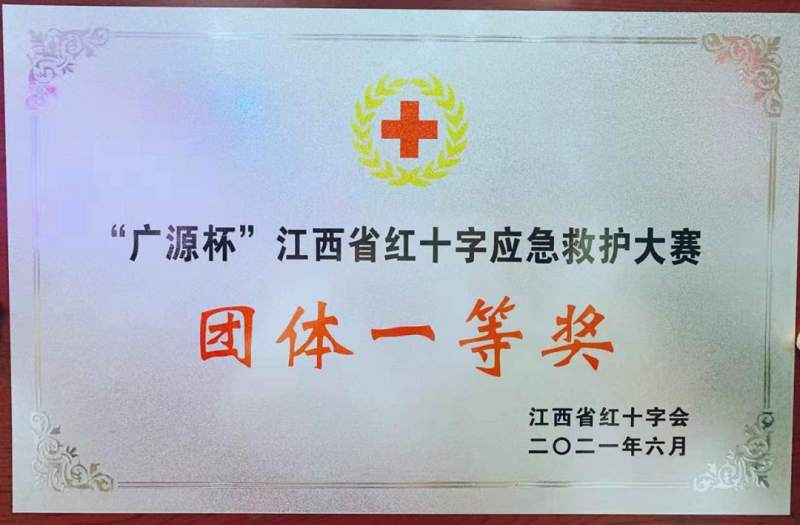 “广源杯”江西省红十字应急救护大赛
团体一等奖
江西省红十字会
二〇二一年六月